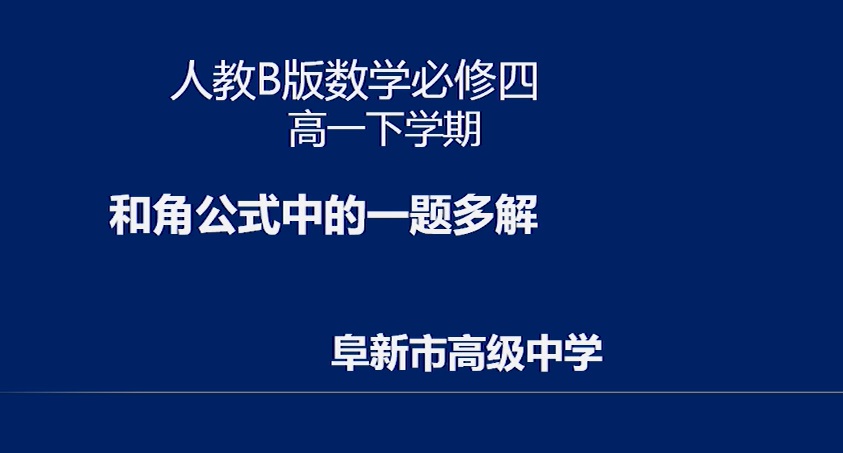 人教B版数学必修四
高一下学期
和角公式中的一题多解
阜新市高级中学